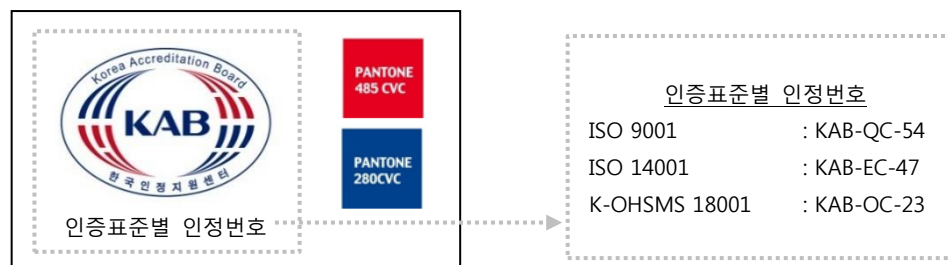 Korea Accreditation Board
KAB
한국인정지원센터
인증표준별 인정번호
PANTONE
485 CVC
PANTONE
280CVC
인증표준별 인정번호
ISO 9001 : KAB-QC-54
ISO 14001 : KAB-EC-47
K-OHSMS 18001 : KAB-OC-23